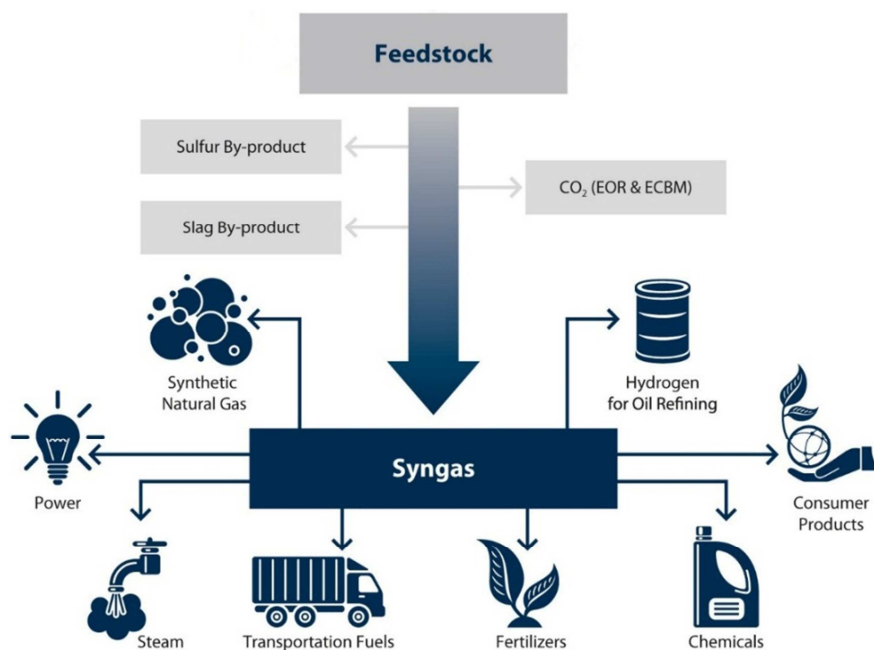 Feedstock
Sulfur By-product
CO₂ (EOR & ECBM)
Slag By-product
Synthetic
Natural Gas
Hydrogen
for Oil Refining
Syngas
Power
Consumer
Products
Steam
Transportation Fuels
Fertilizers
Chemicals